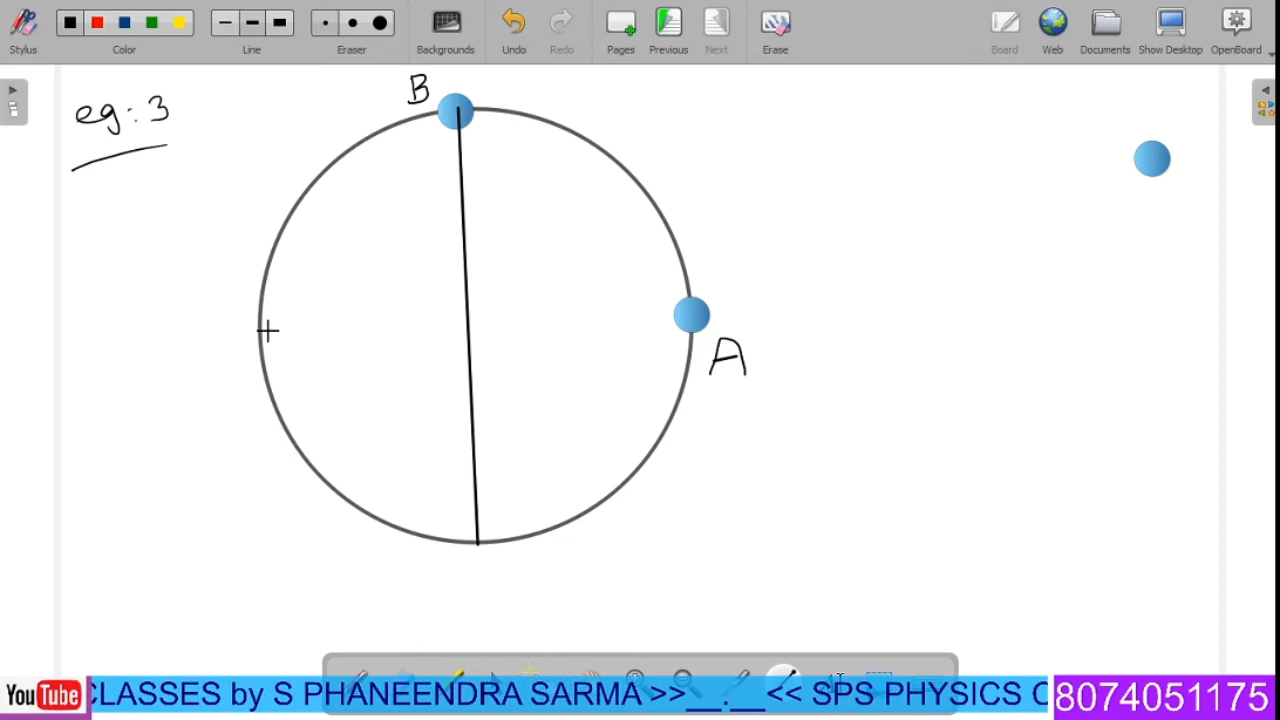 Stylus
Color
Line
Eraser
Backgrounds
Undo
Redo
Pages
Previous
Next
Erase
Board
Web
Documents
Show Desktop
OpenBoard
eg: 3
B
A
YouTube
CLASSES by S PHANEENDRA SARMA >>__.__<< SPS PHYSICS
8074051175